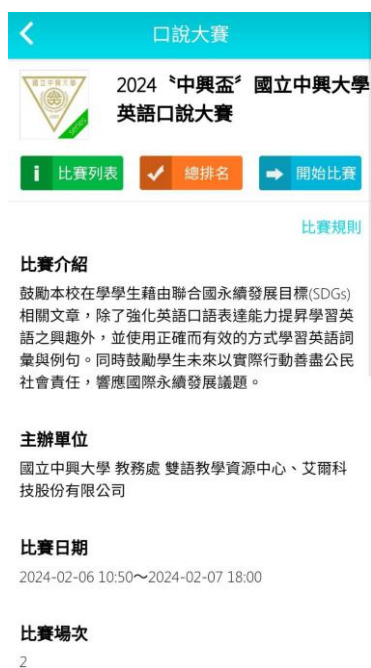 口說大賽
國立中興大學
series
2024〝中興盃〞國立中興大學
英語口說大賽
i 比賽列表
總排名
開始比賽
比賽規則
比賽介紹
鼓勵本校在學學生藉由聯合國永續發展目標(SDGs)
相關文章，除了強化英語口語表達能力提昇學習英
語之興趣外，並使用正確而有效的方式學習英語詞
彙與例句。同時鼓勵學生未來以實際行動善盡公民
社會責任，響應國際永續發展議題。
主辦單位
國立中興大學 教務處 雙語教學資源中心、艾爾科
技股份有限公司
比賽日期
2024-02-06 10:50～2024-02-07 18:00
比賽場次
2